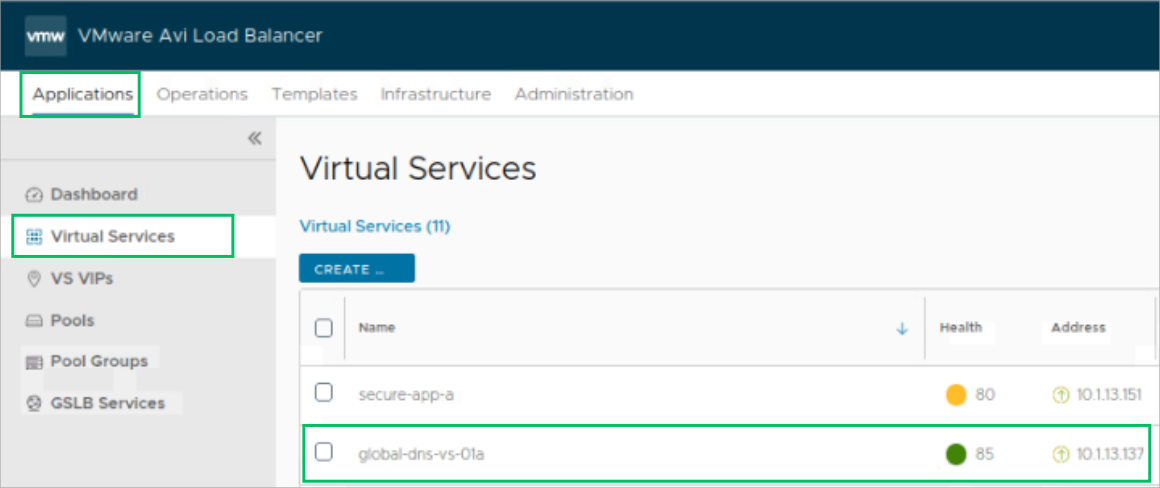 vmw VMware Avi Load Balancer
Applications Operations Templates Infrastructure Administration
Dashboard
Virtual Services
VS VIPs
Pools
Pool Groups
GSLB Services
Virtual Services
Virtual Services (11)
CREATE ...
Name Health Address
secure-app-a 80 10.1.13.151
global-dns-vs-01a 85 10.1.13.137